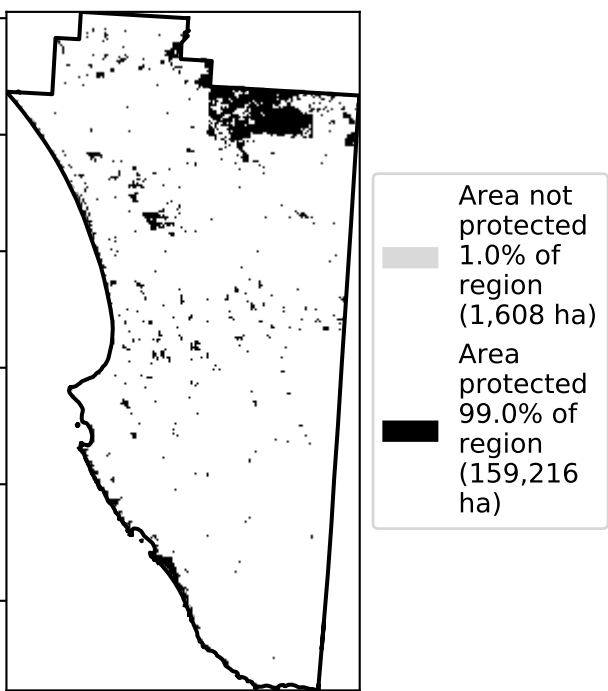 Area not
protected
1.0% of
region
(1,608 ha)
Area
protected
99.0% of
region
(159,216
ha)